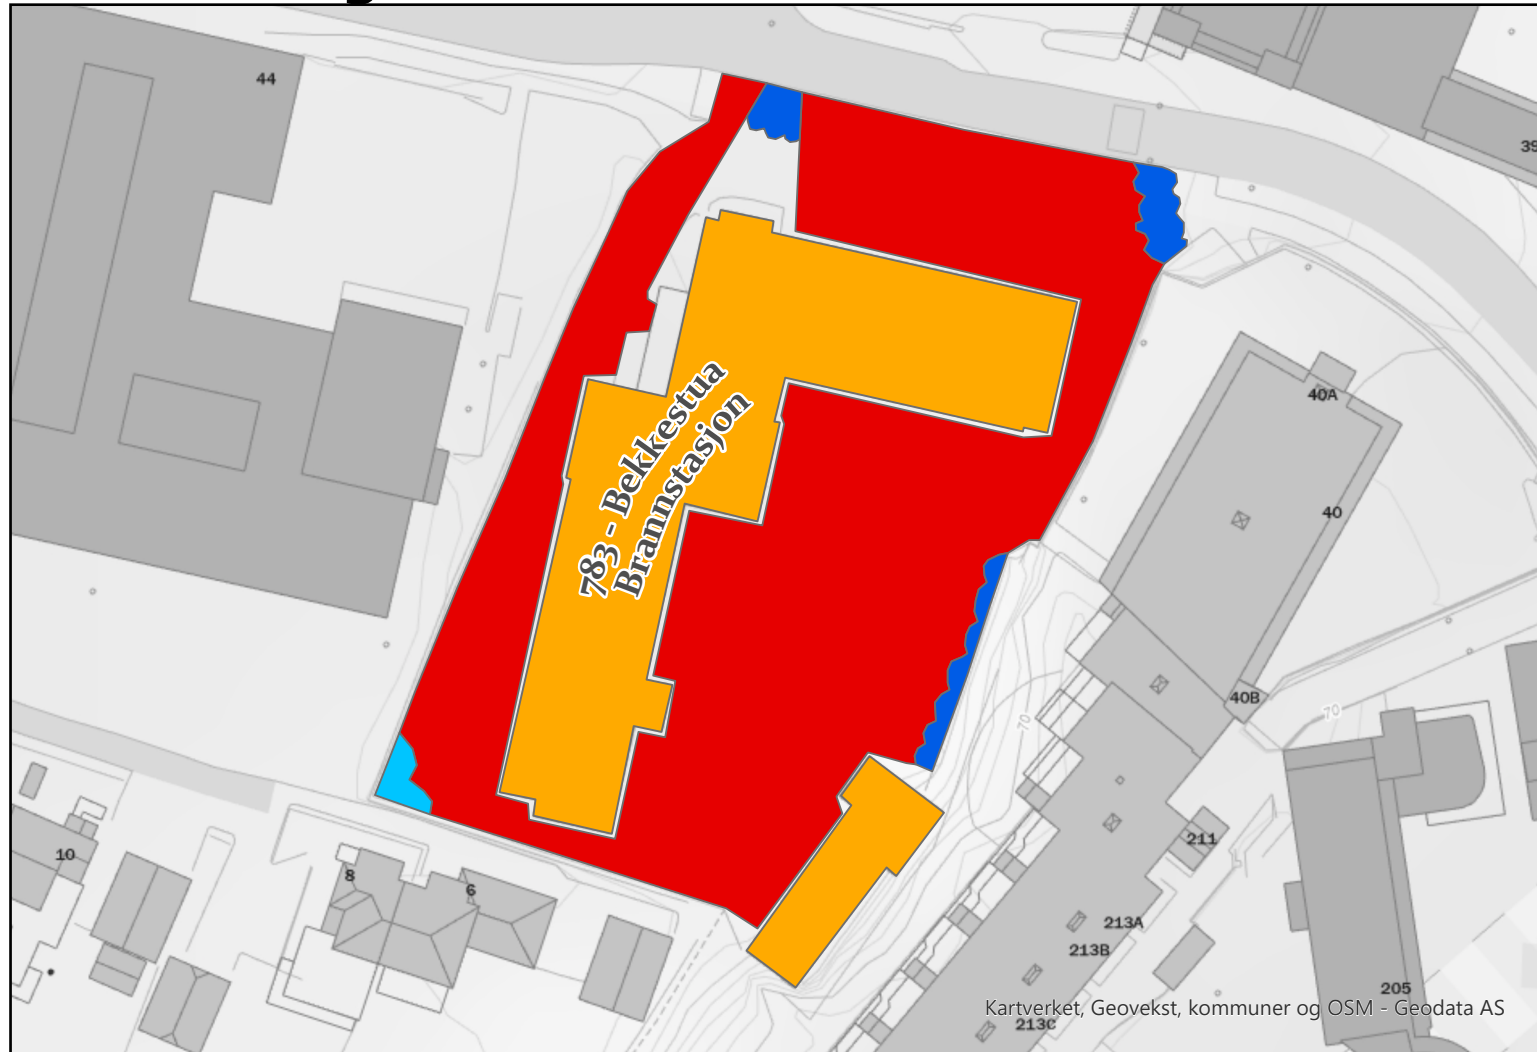 44
39
40A
40
40B
783 - Bekkestua
Brannstasjon
70
70
10
8
6
211
213A
213B
205
213C
Kartverket, Geovekst, kommuner og OSM - Geodata AS